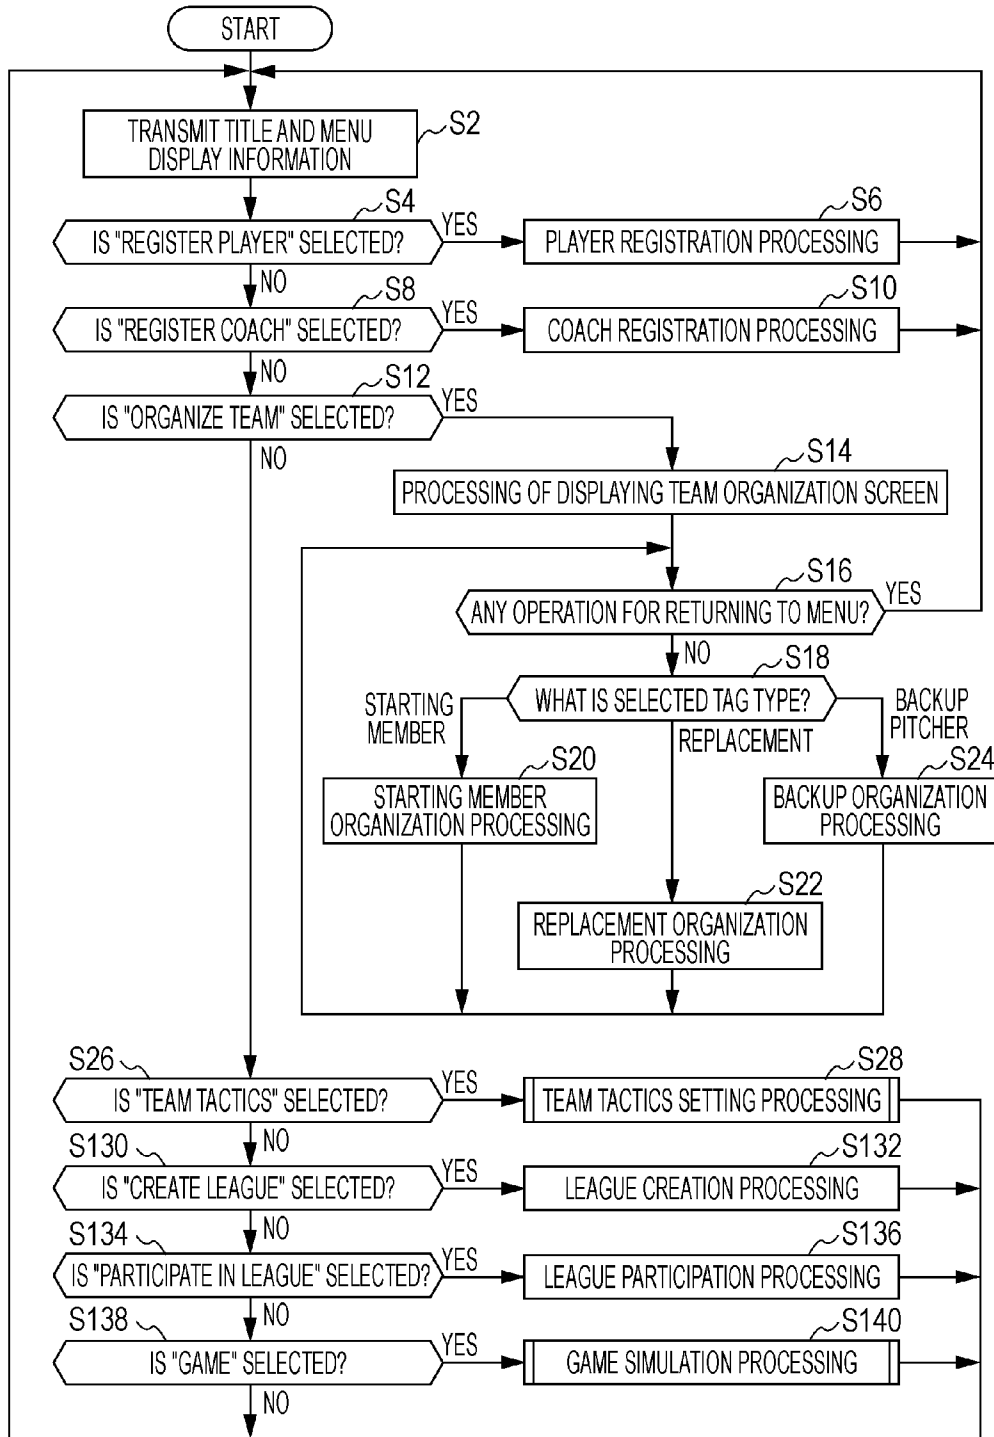 START
TRANSMIT TITLE AND MENU
DISPLAY INFORMATION
S2
S4
IS "REGISTER PLAYER" SELECTED?
YES
S6
PLAYER REGISTRATION PROCESSING
NO
S8
IS "REGISTER COACH" SELECTED?
YES
S10
COACH REGISTRATION PROCESSING
NO
S12
IS "ORGANIZE TEAM" SELECTED?
YES
NO
S14
PROCESSING OF DISPLAYING TEAM ORGANIZATION SCREEN
S16
ANY OPERATION FOR RETURNING TO MENU?
YES
NO
S18
WHAT IS SELECTED TAG TYPE?
STARTING
MEMBER
REPLACEMENT
BACKUP
PITCHER
S20
STARTING MEMBER
ORGANIZATION PROCESSING
S24
BACKUP ORGANIZATION
PROCESSING
S22
REPLACEMENT ORGANIZATION
PROCESSING
S26
IS "TEAM TACTICS" SELECTED?
YES
S28
TEAM TACTICS SETTING PROCESSING
NO
S130
IS "CREATE LEAGUE" SELECTED?
YES
S132
LEAGUE CREATION PROCESSING
NO
S134
IS "PARTICIPATE IN LEAGUE" SELECTED?
YES
S136
LEAGUE PARTICIPATION PROCESSING
NO
S138
IS "GAME" SELECTED?
YES
S140
GAME SIMULATION PROCESSING
NO